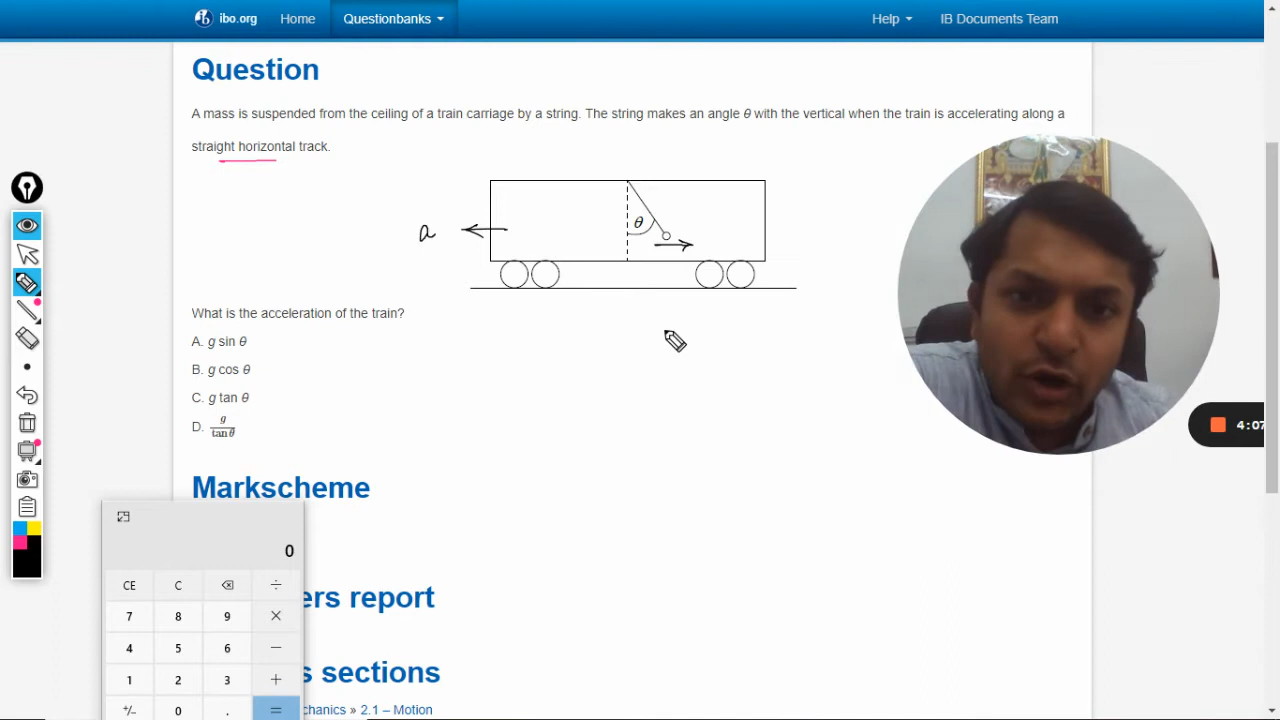 ibo.org Home Questionbanks Help IB Documents Team
Question
A mass is suspended from the ceiling of a train carriage by a string. The string makes an angle θ with the vertical when the train is accelerating along a
straight horizontal track.
θ
a
What is the acceleration of the train?
A. g sin θ
B. g cos θ
C. g tan θ
D. g/tanθ
4:07
Markscheme
0
CE C ⌫ ÷
7 8 9 ×
ers report
4 5 6 −
s sections
1 2 3 +
chanics » 2.1 – Motion
+/- 0 . =